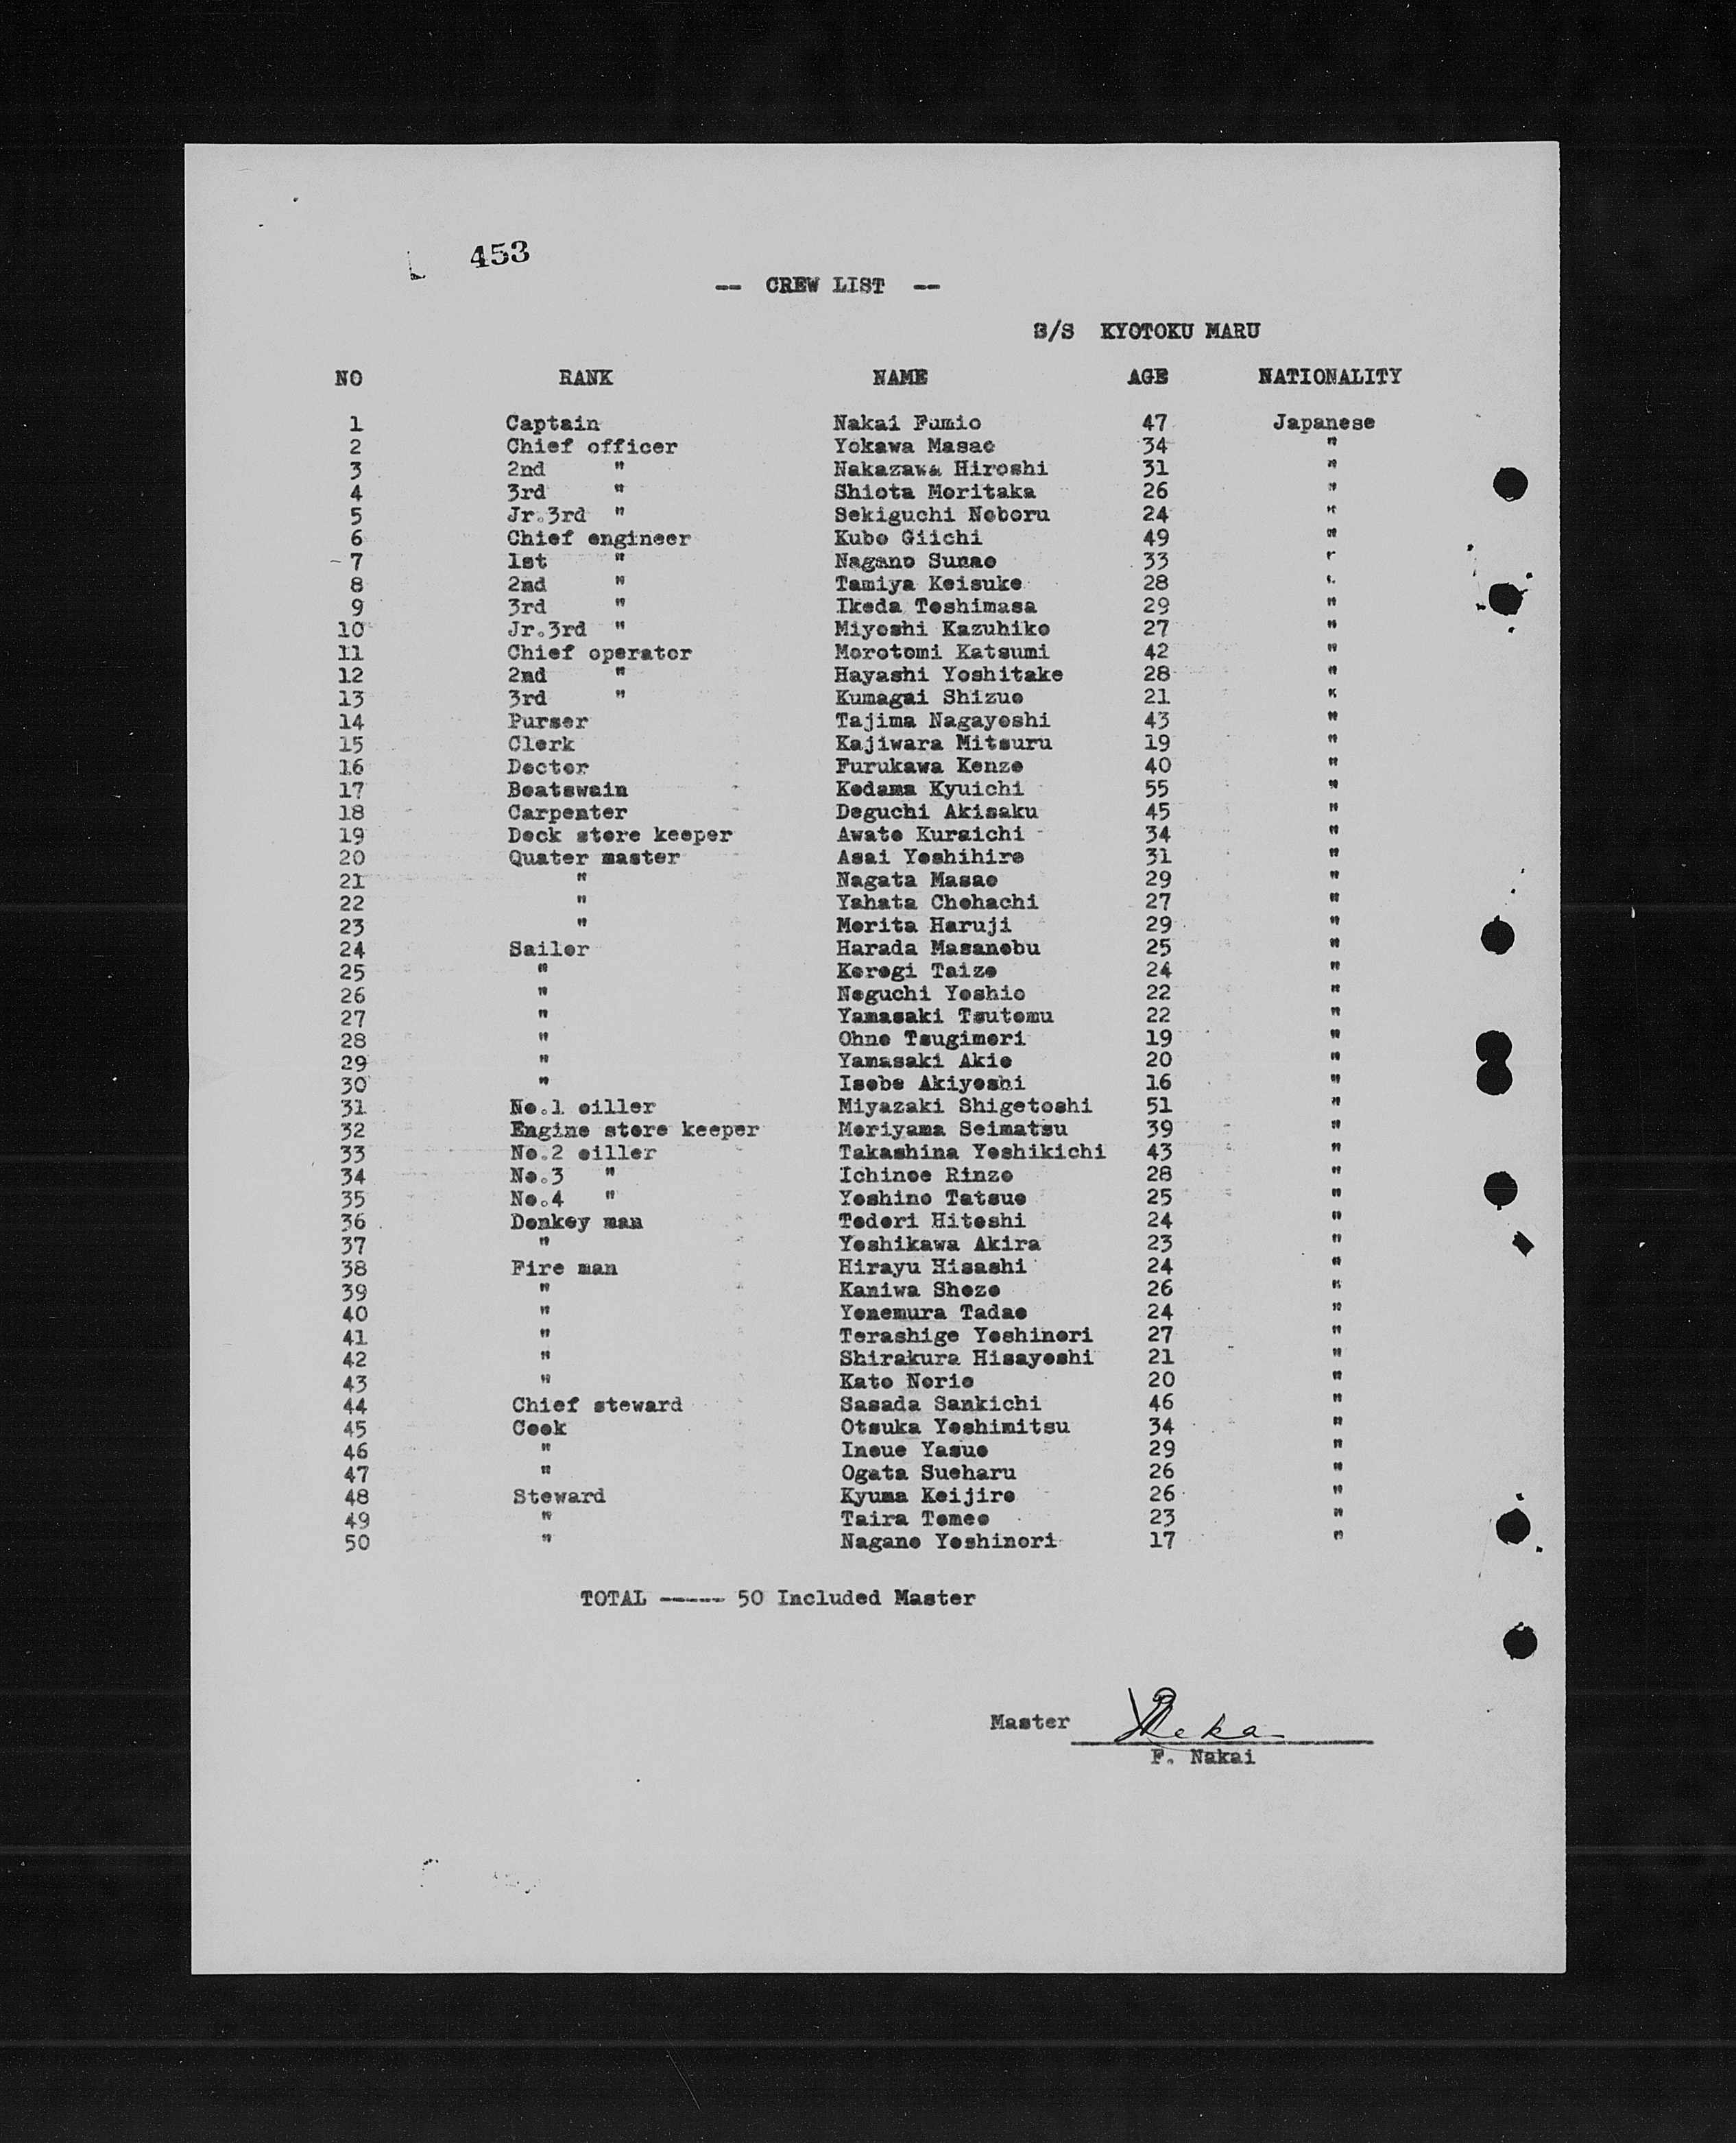 453
-- CREW LIST --
S/S KYOTOKU MARU
NO RANK NAME AGE NATIONALITY
1 Captain Nakai Fumio 47 Japanese
2 Chief officer Yokawa Masao 34 "
3 2nd " Nakazawa Hiroshi 31 "
4 3rd " Shiota Moritaka 26 "
5 Jr.3rd " Sekiguchi Noboru 24 "
6 Chief engineer Kubo Giichi 49 "
7 1st " Nagano Sunao 33 "
8 2nd " Tamiya Keisuke 28 "
9 3rd " Ikeda Toshimasa 29 "
10 Jr.3rd " Miyoshi Kazuhiko 27 "
11 Chief operator Morotomi Katsumi 42 "
12 2nd " Hayashi Yoshitake 28 "
13 3rd " Kumagai Shizuo 21 "
14 Purser Tajima Nagayoshi 43 "
15 Clerk Kajiwara Mitsuru 19 "
16 Doctor Furukawa Kenzo 40 "
17 Boatswain Kodama Kyuichi 55 "
18 Carpenter Deguchi Akisaku 45 "
19 Deck store keeper Awato Kuraichi 34 "
20 Quater master Asai Yoshihiro 31 "
21 " Nagata Masao 29 "
22 " Yahata Chohachi 27 "
23 " Morita Haruji 29 "
24 Sailor Harada Masanobu 25 "
25 " Korogi Taizo 24 "
26 " Noguchi Yoshio 22 "
27 " Yamasaki Tsutomu 22 "
28 " Ohno Tsugimori 19 "
29 " Yamasaki Akio 20 "
30 " Isobe Akiyoshi 16 "
31 No.1 oiller Miyazaki Shigetoshi 51 "
32 Engine store keeper Moriyama Seimatsu 39 "
33 No.2 oiller Takashina Yoshikichi 43 "
34 No.3 " Ichinoe Rinzo 28 "
35 No.4 " Yoshino Tatsuo 25 "
36 Donkey man Todori Hitoshi 24 "
37 " Yoshikawa Akira 23 "
38 Fire man Hirayu Hisashi 24 "
39 " Kaniwa Shozo 26 "
40 " Yonemura Tadao 24 "
41 " Terashige Yoshinori 27 "
42 " Shirakura Hisayoshi 21 "
43 " Kato Norio 20 "
44 Chief steward Sasada Sankichi 46 "
45 Cook Otsuka Yoshimitsu 34 "
46 " Inoue Yasuo 29 "
47 " Ogata Sueharu 26 "
48 Steward Kyuma Keijiro 26 "
49 " Taira Tomeo 23 "
50 " Nagano Yoshinori 17 "
TOTAL ----- 50 Included Master
Master
F. Nakai